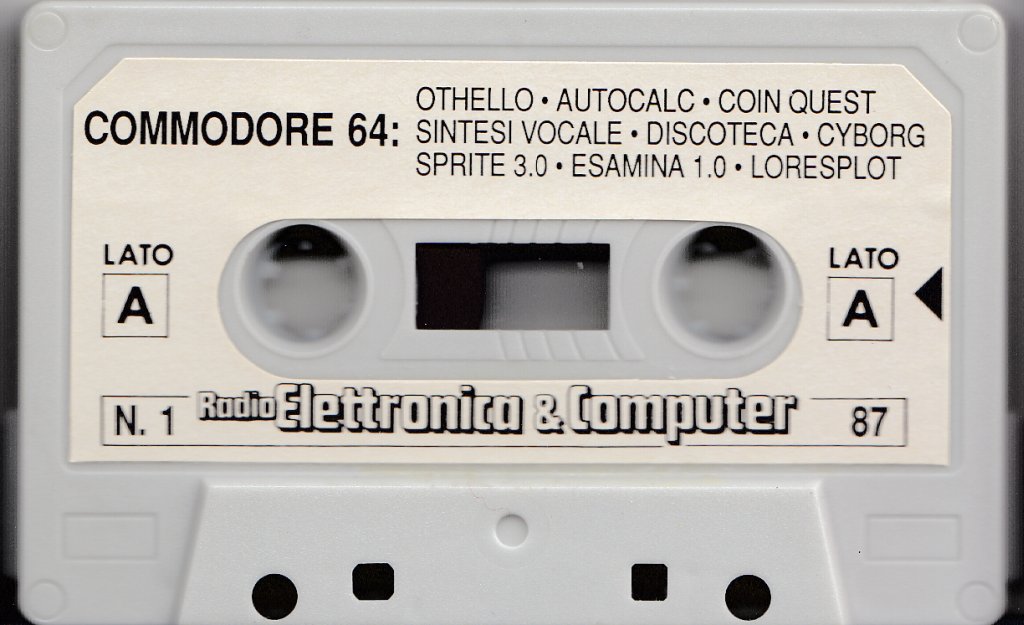 COMMODORE 64:
OTHELLO • AUTOCALC • COIN QUEST
SINTESI VOCALE • DISCOTECA • CYBORG
SPRITE 3.0 • ESAMINA 1.0 • LORESPLOT
LATO
A
LATO
A
N. 1 Radio Elettronica & Computer 87